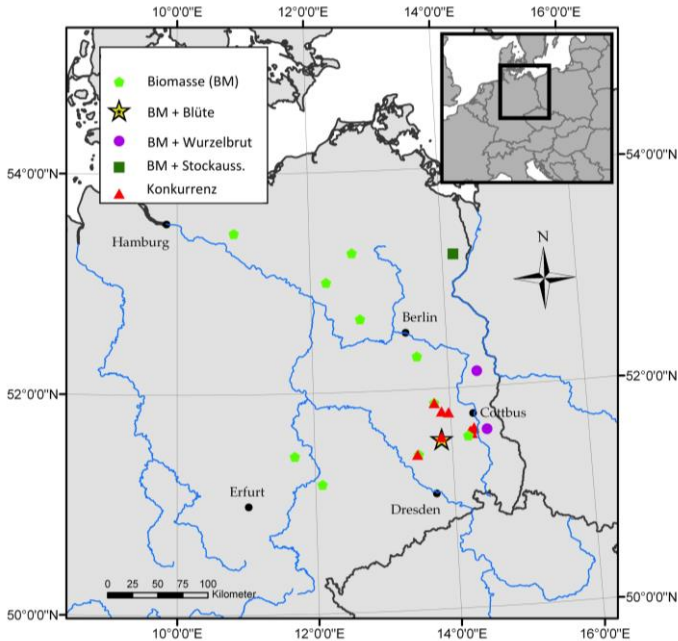 10°0'0"E 12°0'0"E 14°0'0"E 16°0'0"E
Biomasse (BM)
BM + Blüte
BM + Wurzelbrut
BM + Stockauss.
Konkurrenz
54°0'0"N
54°0'0"N
Hamburg
N
Berlin
52°0'0"N
52°0'0"N
Cottbus
Erfurt
Dresden
0 25 50 75 100
Kilometer
50°0'0"N
50°0'0"N
10°0'0"E 12°0'0"E 14°0'0"E 16°0'0"E